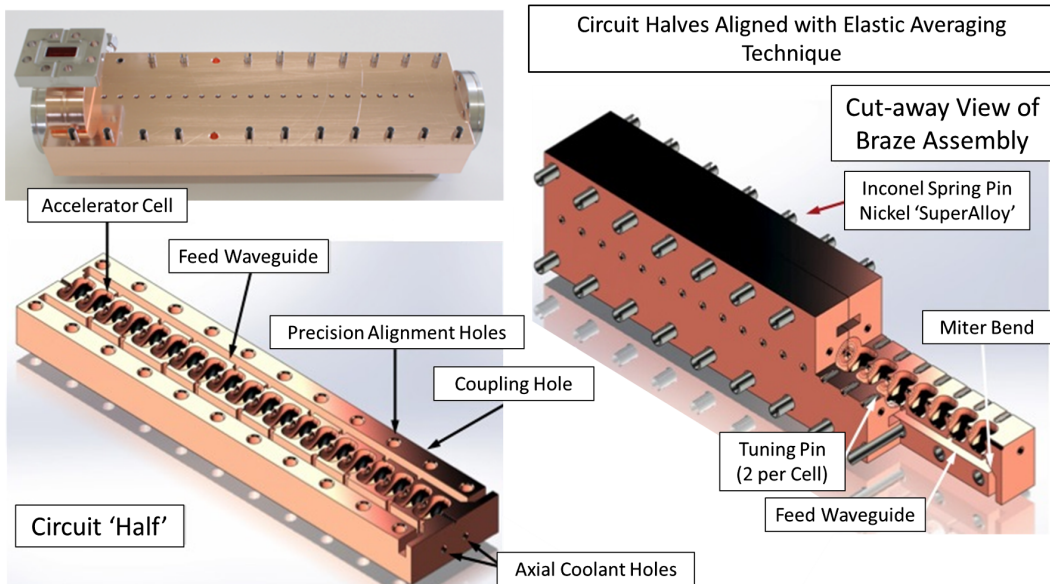 Circuit Halves Aligned with Elastic Averaging
Technique
Cut-away View of
Braze Assembly
Inconel Spring Pin
Nickel ‘SuperAlloy’
Accelerator Cell
Feed Waveguide
Precision Alignment Holes
Coupling Hole
Miter Bend
Tuning Pin
(2 per Cell)
Feed Waveguide
Circuit ‘Half’
Axial Coolant Holes